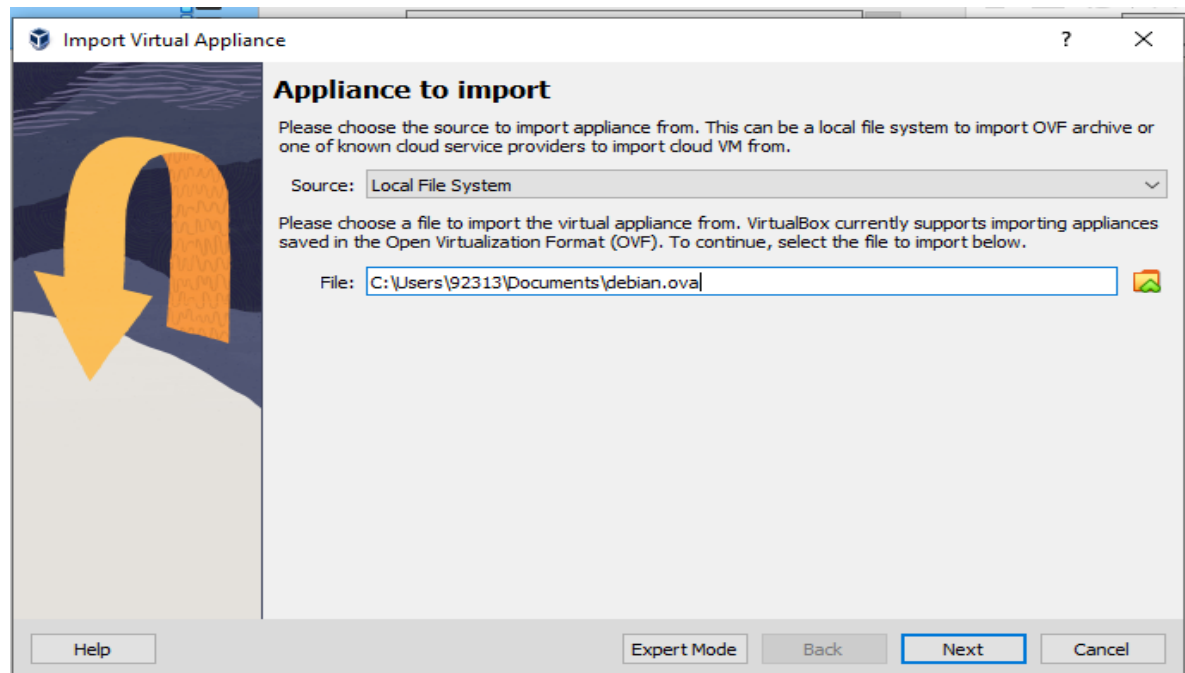 Import Virtual Appliance
?
Appliance to import
Please choose the source to import appliance from. This can be a local file system to import OVF archive or
one of known cloud service providers to import cloud VM from.
Source: Local File System
Please choose a file to import the virtual appliance from. VirtualBox currently supports importing appliances
saved in the Open Virtualization Format (OVF). To continue, select the file to import below.
File: C:\Users\92313\Documents\debian.ova
Help Expert Mode Back Next Cancel